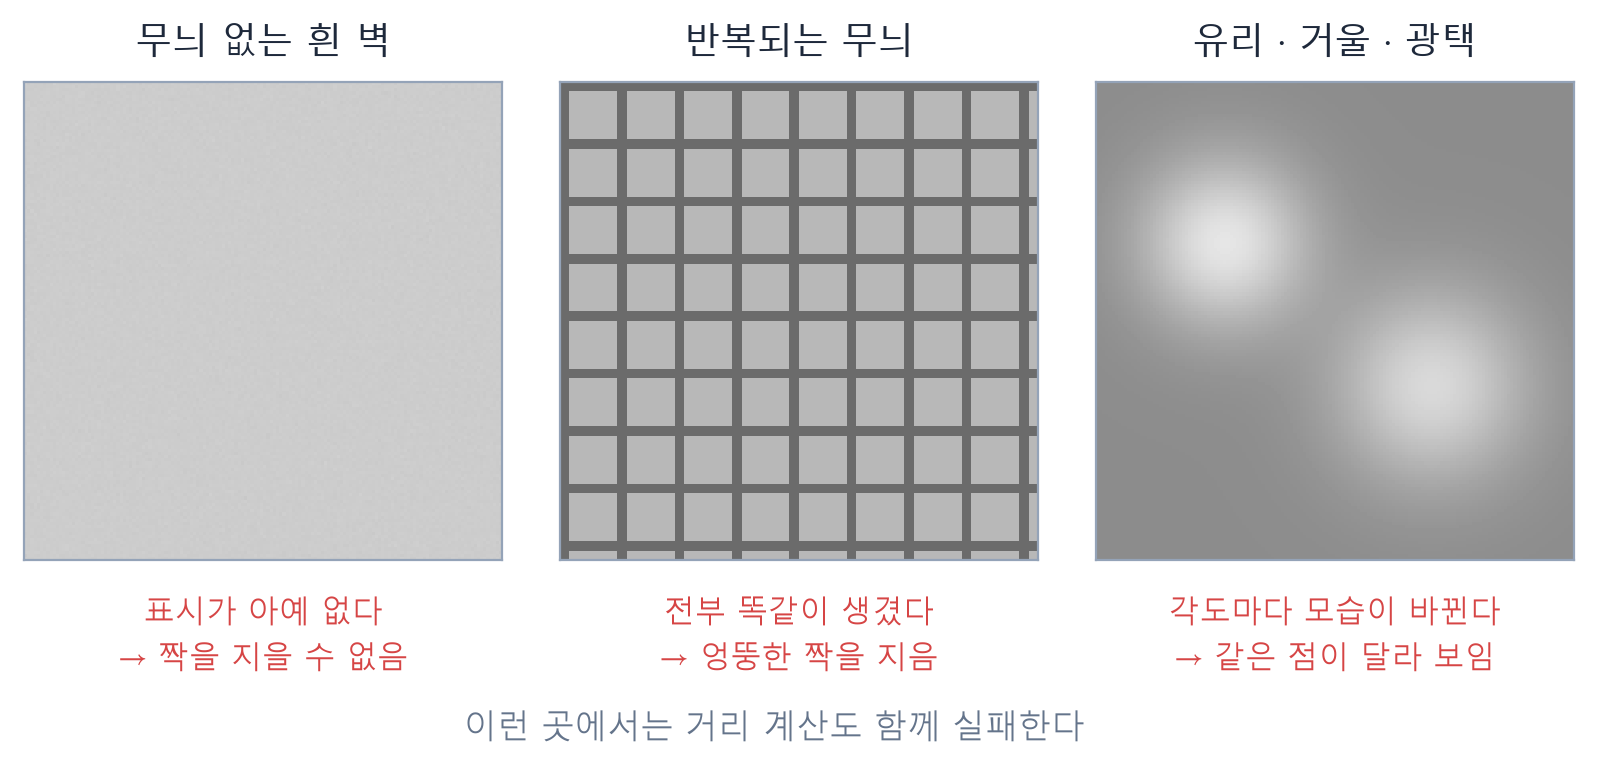 무늬 없는 흰 벽
반복되는 무늬
유리 · 거울 · 광택
표시가 아예 없다
→ 짝을 지을 수 없음
전부 똑같이 생겼다
→ 엉뚱한 짝을 지음
각도마다 모습이 바뀐다
→ 같은 점이 달라 보임
이런 곳에서는 거리 계산도 함께 실패한다